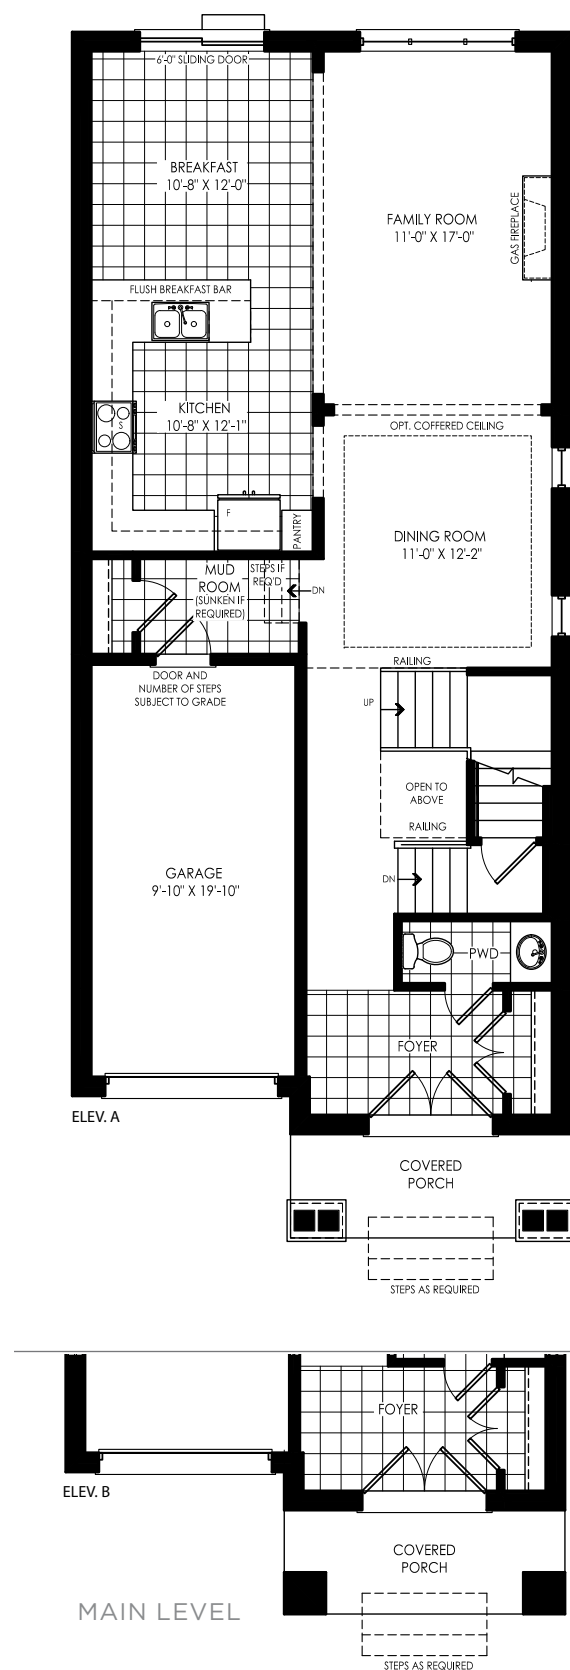 6'-0" SLIDING DOOR
BREAKFAST
10'-8" X 12'-0"
FAMILY ROOM
11'-0" X 17'-0"
GAS FIREPLACE
FLUSH BREAKFAST BAR
KITCHEN
10'-8" X 12'-1"
S
OPT. COFFERED CEILING
F
PANTRY
DINING ROOM
11'-0" X 12'-2"
MUD
ROOM
(SUNKEN IF
REQUIRED)
STEPS IF
REQ'D
DN
RAILING
DOOR AND
NUMBER OF STEPS
SUBJECT TO GRADE
UP
OPEN TO
ABOVE
RAILING
GARAGE
9'-10" X 19'-10"
DN
PWD
FOYER
ELEV. A
COVERED
PORCH
STEPS AS REQUIRED
FOYER
ELEV. B
COVERED
PORCH
MAIN LEVEL
STEPS AS REQUIRED